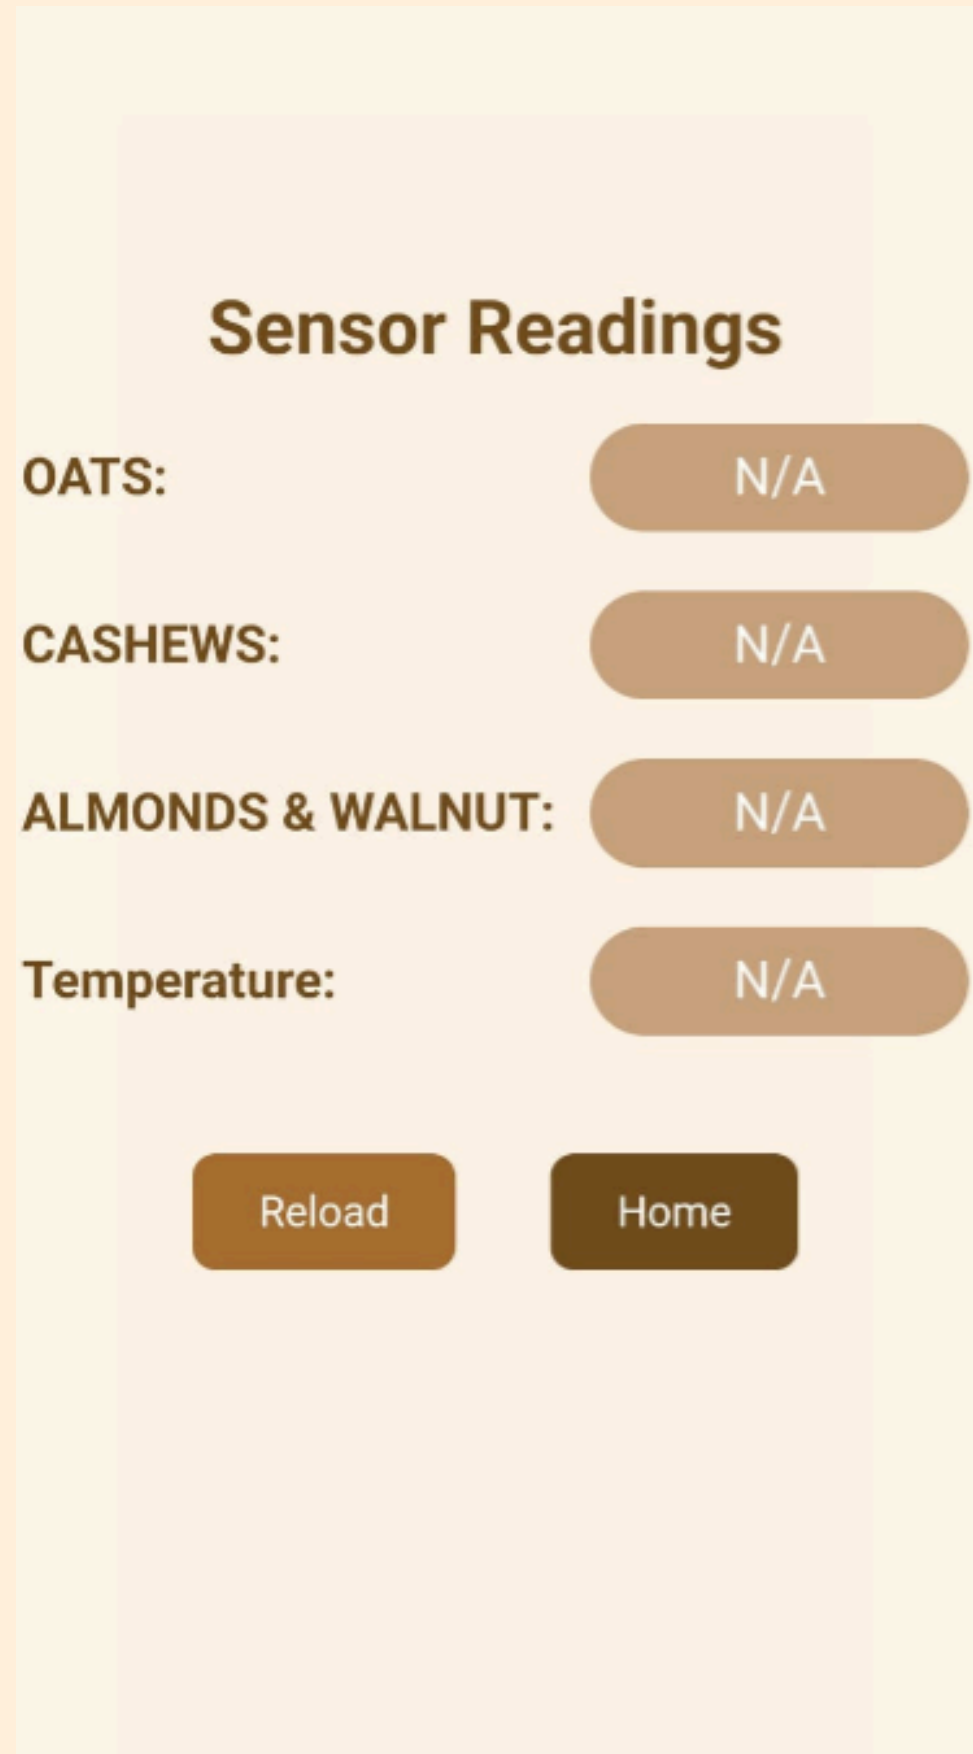 Sensor Readings
OATS: N/A
CASHEWS: N/A
ALMONDS & WALNUT: N/A
Temperature: N/A
Reload Home